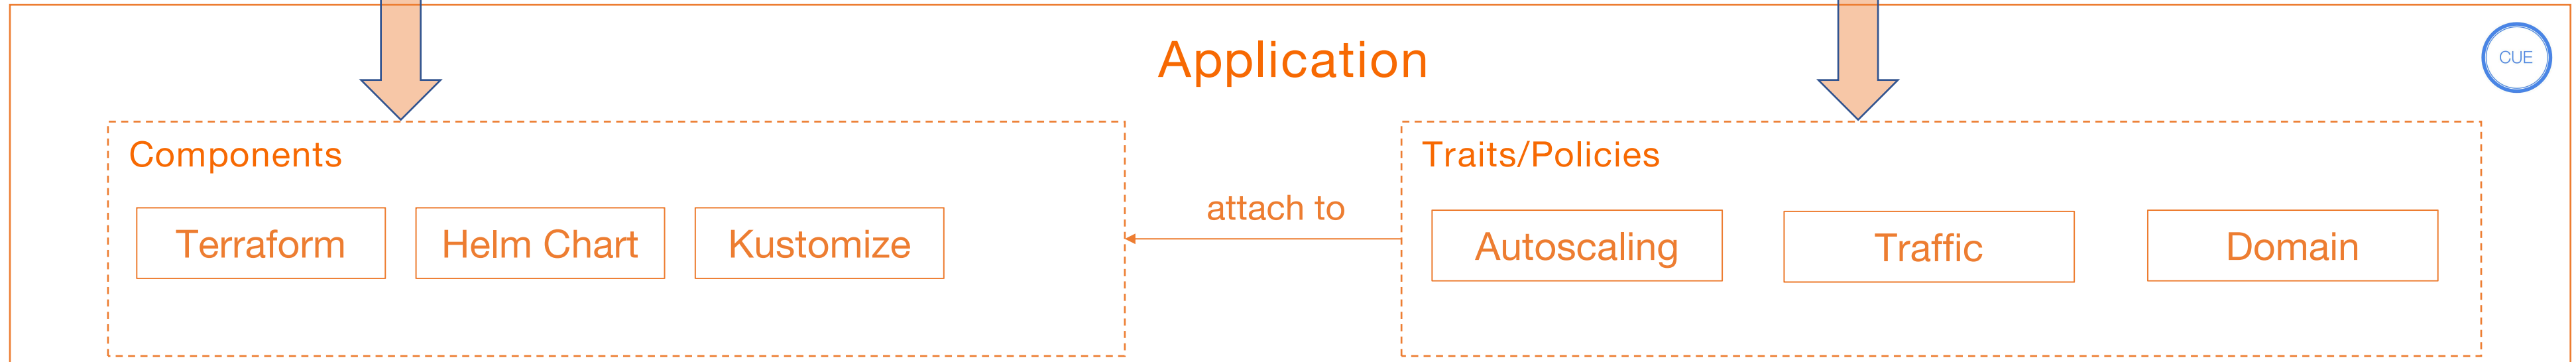 Application
CUE
Components
Terraform
Helm Chart
Kustomize
attach to
Traits/Policies
Autoscaling
Traffic
Domain